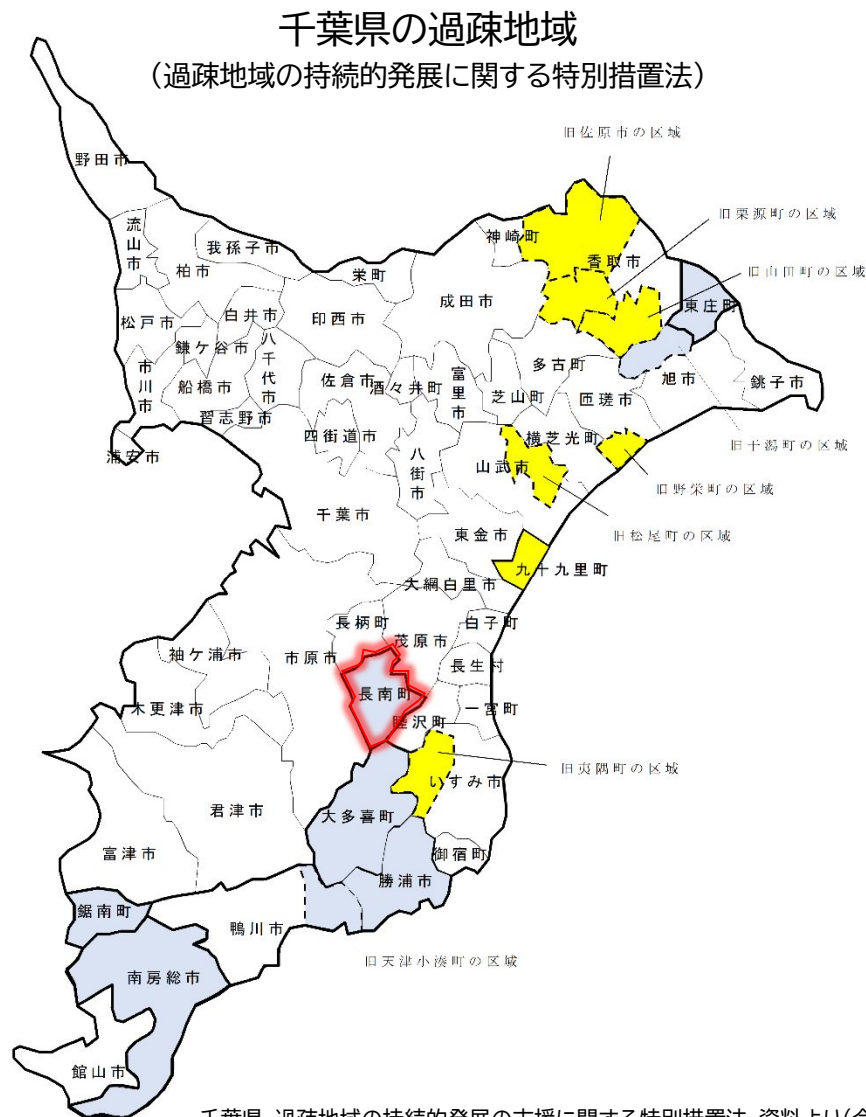 千葉県の過疎地域
（過疎地域の持続的発展に関する特別措置法）
旧佐原市の区域
野田市
旧栗源町の区域
流山市
神崎町
我孫子市
香取市
柏市
栄町
旧山田町の区域
成田市
東庄町
松戸市
白井市
印西市
鎌ケ谷市
八千代市
多古町
旭市
銚子市
市川市
船橋市
佐倉市
酒々井町
富里市
芝山町
匝瑳市
習志野市
四街道市
横芝光町
旧干潟町の区域
浦安市
八街市
山武市
旧野栄町の区域
千葉市
東金市
旧松尾町の区域
九十九里町
大網白里市
長柄町
白子町
茂原市
袖ケ浦市
市原市
長生村
長南町
木更津市
一宮町
睦沢町
旧夷隅町の区域
いすみ市
君津市
大多喜町
富津市
御宿町
勝浦市
鋸南町
鴨川市
旧天津小湊町の区域
南房総市
館山市